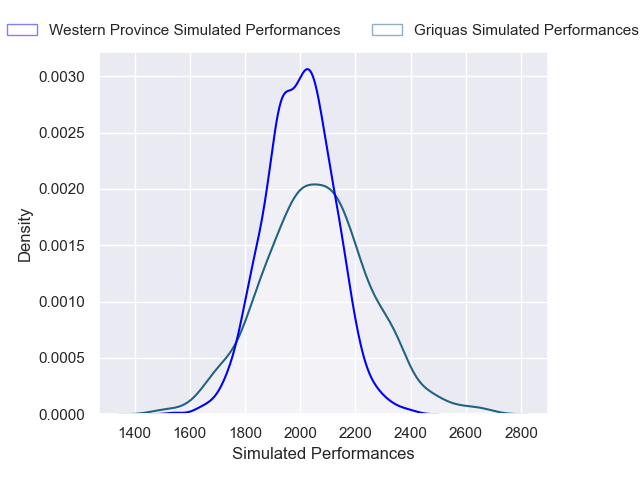 Western Province Simulated Performances
Griquas Simulated Performances
0.0030
0.0025
0.0020
0.0015
0.0010
0.0005
0.0000
Density
1400 1600 1800 2000 2200 2400 2600 2800
Simulated Performances